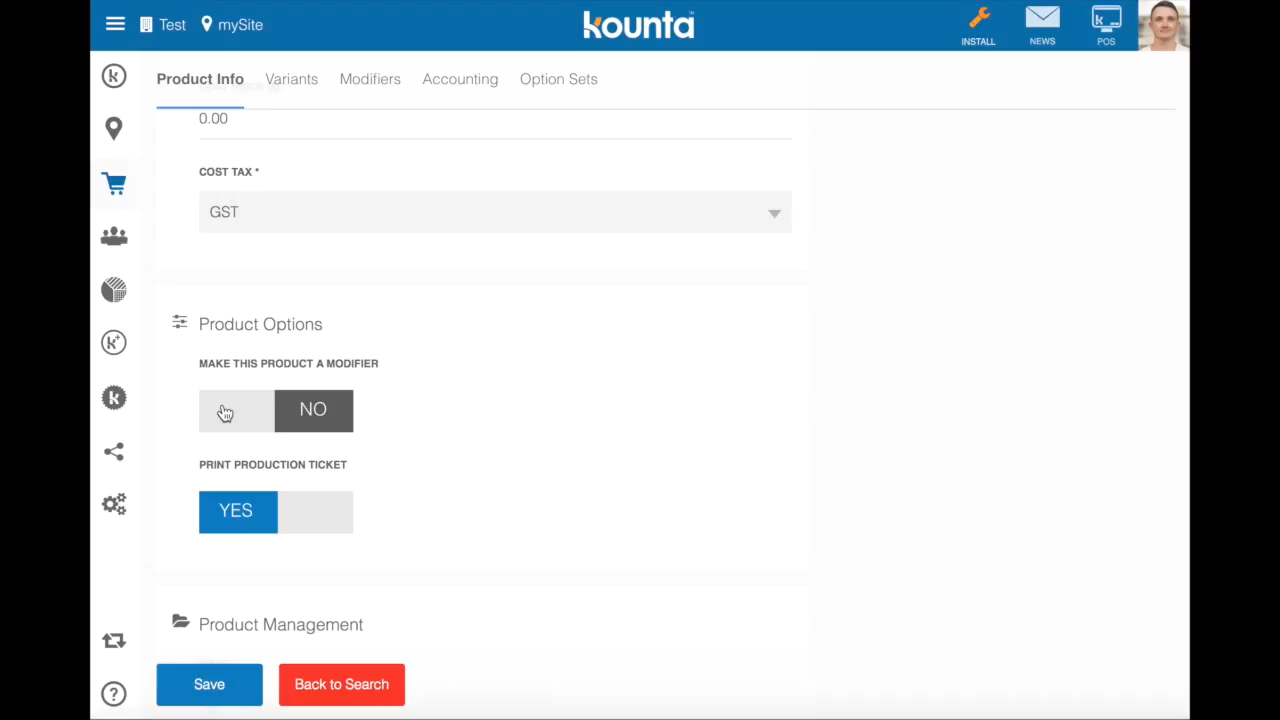 Test
mySite
kounta
INSTALL
NEWS
POS
Product Info
Variants
Modifiers
Accounting
Option Sets
0.00
COST TAX *
GST
Product Options
MAKE THIS PRODUCT A MODIFIER
NO
PRINT PRODUCTION TICKET
YES
Product Management
Save
Back to Search